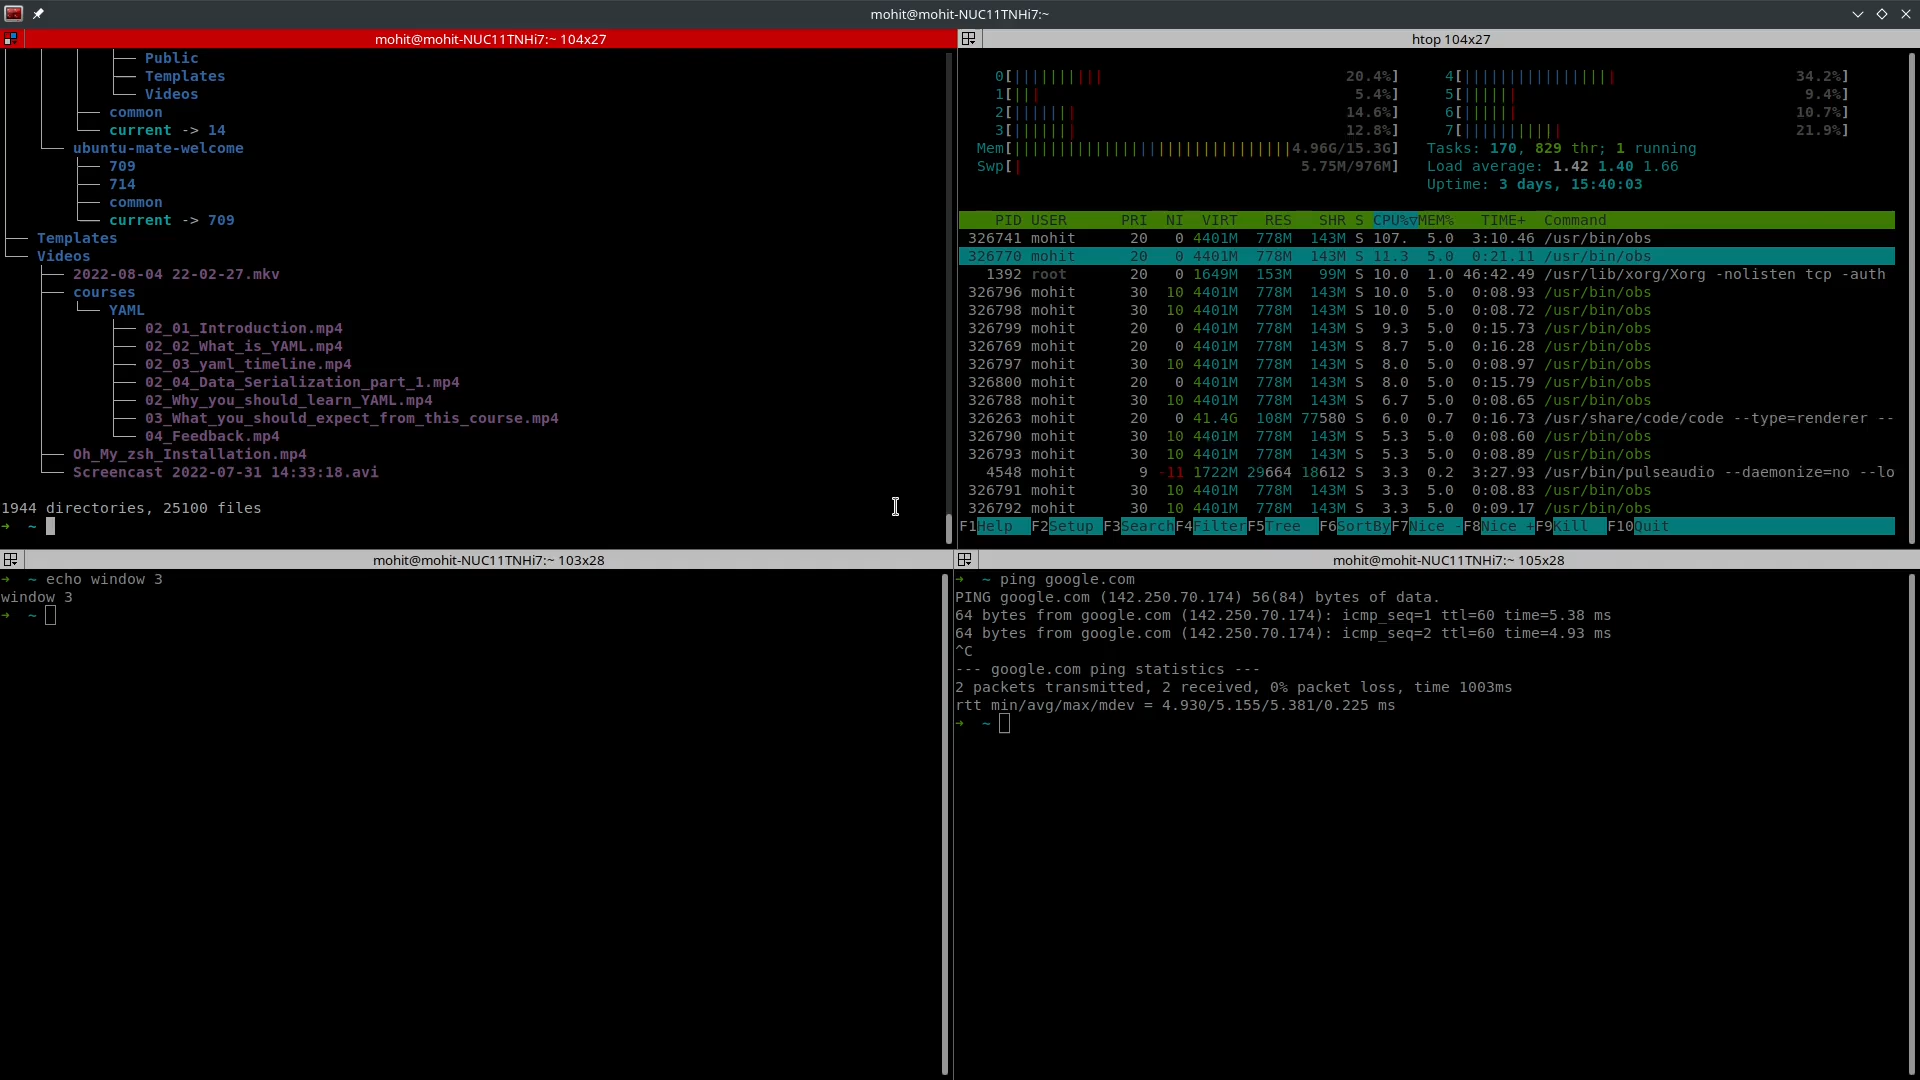 mohit@mohit-NUC11TNHi7:~
mohit@mohit-NUC11TNHi7:~ 104x27
├── Public
├── Templates
└── Videos
├── common
└── current -> 14
└── ubuntu-mate-welcome
├── 709
├── 714
├── common
└── current -> 709
├── Templates
└── Videos
├── 2022-08-04 22-02-27.mkv
├── courses
└── YAML
├── 02_01_Introduction.mp4
├── 02_02_What_is_YAML.mp4
├── 02_03_yaml_timeline.mp4
├── 02_04_Data_Serialization_part_1.mp4
├── 02_Why_you_should_learn_YAML.mp4
├── 03_What_you_should_expect_from_this_course.mp4
└── 04_Feedback.mp4
├── Oh_My_zsh_Installation.mp4
└── Screencast 2022-07-31 14:33:18.avi
1944 directories, 25100 files
➜ ~
htop 104x27
0[||||||||||| 20.4%] 4[||||||||||||||||| 34.2%]
1[||| 5.4%] 5[|||||| 9.4%]
2[||||||| 14.6%] 6[|||||| 10.7%]
3[||||||| 12.8%] 7[||||||||||| 21.9%]
Mem[|||||||||||||||||||||||||||||||4.96G/15.3G] Tasks: 170, 829 thr; 1 running
Swp[| 5.75M/976M] Load average: 1.42 1.40 1.66
Uptime: 3 days, 15:40:03
PID USER PRI NI VIRT RES SHR S CPU%▽MEM% TIME+ Command
326741 mohit 20 0 4401M 778M 143M S 107. 5.0 3:10.46 /usr/bin/obs
326770 mohit 20 0 4401M 778M 143M S 11.3 5.0 0:21.11 /usr/bin/obs
1392 root 20 0 1649M 153M 99M S 10.0 1.0 46:42.49 /usr/lib/xorg/Xorg -nolisten tcp -auth
326796 mohit 30 10 4401M 778M 143M S 10.0 5.0 0:08.93 /usr/bin/obs
326798 mohit 30 10 4401M 778M 143M S 10.0 5.0 0:08.72 /usr/bin/obs
326799 mohit 20 0 4401M 778M 143M S 9.3 5.0 0:15.73 /usr/bin/obs
326769 mohit 20 0 4401M 778M 143M S 8.7 5.0 0:16.28 /usr/bin/obs
326797 mohit 30 10 4401M 778M 143M S 8.0 5.0 0:08.97 /usr/bin/obs
326800 mohit 20 0 4401M 778M 143M S 8.0 5.0 0:15.79 /usr/bin/obs
326788 mohit 30 10 4401M 778M 143M S 6.7 5.0 0:08.65 /usr/bin/obs
326263 mohit 20 0 41.4G 108M 77580 S 6.0 0.7 0:16.73 /usr/share/code/code --type=renderer --
326790 mohit 30 10 4401M 778M 143M S 5.3 5.0 0:08.60 /usr/bin/obs
326793 mohit 30 10 4401M 778M 143M S 5.3 5.0 0:08.89 /usr/bin/obs
4548 mohit 9 -11 1722M 29664 18612 S 3.3 0.2 3:27.93 /usr/bin/pulseaudio --daemonize=no --lo
326791 mohit 30 10 4401M 778M 143M S 3.3 5.0 0:08.83 /usr/bin/obs
326792 mohit 30 10 4401M 778M 143M S 3.3 5.0 0:09.17 /usr/bin/obs
F1Help F2Setup F3SearchF4FilterF5Tree F6SortByF7Nice -F8Nice +F9Kill F10Quit
mohit@mohit-NUC11TNHi7:~ 103x28
➜ ~ echo window 3
window 3
➜ ~
mohit@mohit-NUC11TNHi7:~ 105x28
➜ ~ ping google.com
PING google.com (142.250.70.174) 56(84) bytes of data.
64 bytes from google.com (142.250.70.174): icmp_seq=1 ttl=60 time=5.38 ms
64 bytes from google.com (142.250.70.174): icmp_seq=2 ttl=60 time=4.93 ms
^C
--- google.com ping statistics ---
2 packets transmitted, 2 received, 0% packet loss, time 1003ms
rtt min/avg/max/mdev = 4.930/5.155/5.381/0.225 ms
➜ ~